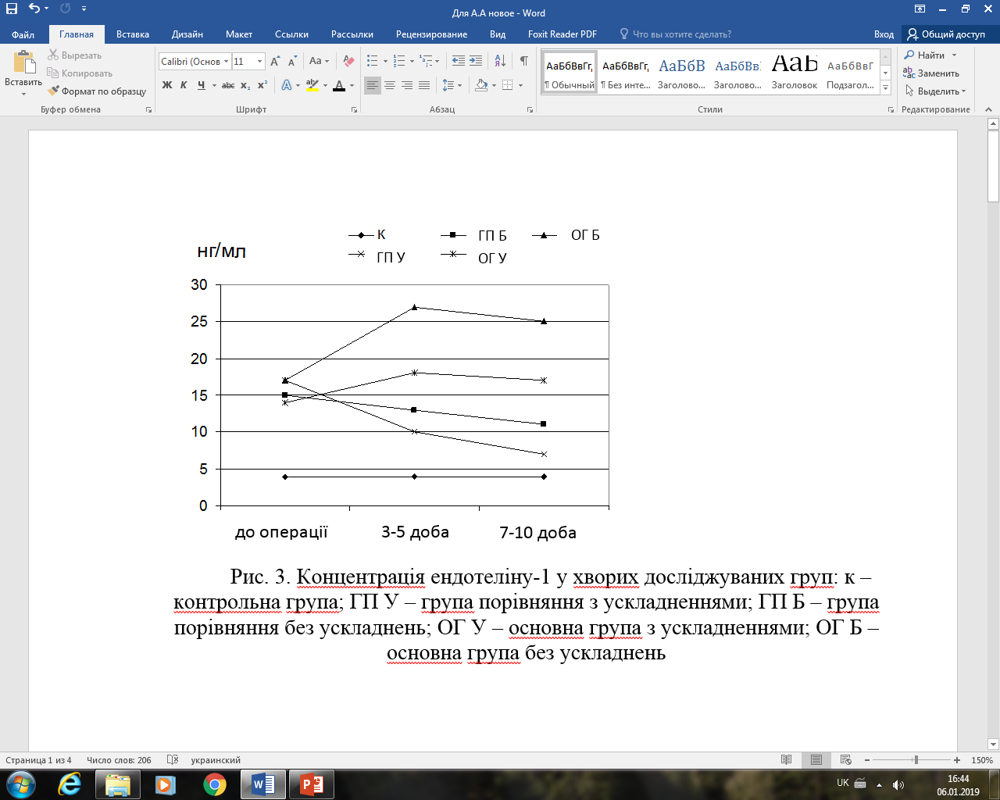 Для А.А новое - Word
Файл Главная Вставка Дизайн Макет Ссылки Рассылки Рецензирование Вид Foxit Reader PDF Что вы хотите сделать? Вход Общий доступ
Вставить
Вырезать
Копировать
Формат по образцу
Буфер обмена
Calibri (Основ 11
Ж К Ч abc x₂ x²
Шрифт
Абзац
АаБбВвГг, АаБбВвГг, АаБбВ АаБбВв АаБ АаБбВвГ
¶ Обычный ¶ Без инте... Заголово... Заголово... Заголовок Подзагол...
Стили
Найти
Заменить
Выделить
Редактирование
К ГП Б ОГ Б
ГП У ОГ У
нг/мл
30
25
20
15
10
5
0
до операції 3-5 доба 7-10 доба
Рис. 3. Концентрація ендотеліну-1 у хворих досліджуваних груп: к –
контрольна група; ГП У – група порівняння з ускладненнями; ГП Б – група
порівняння без ускладнень; ОГ У – основна група з ускладненнями; ОГ Б –
основна група без ускладнень
Страница 1 из 4 Число слов: 206 украинский 150%
UK 16:44
06.01.2019